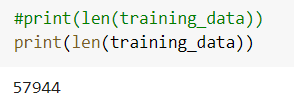 #print(len(training_data))
print(len(training_data))
57944